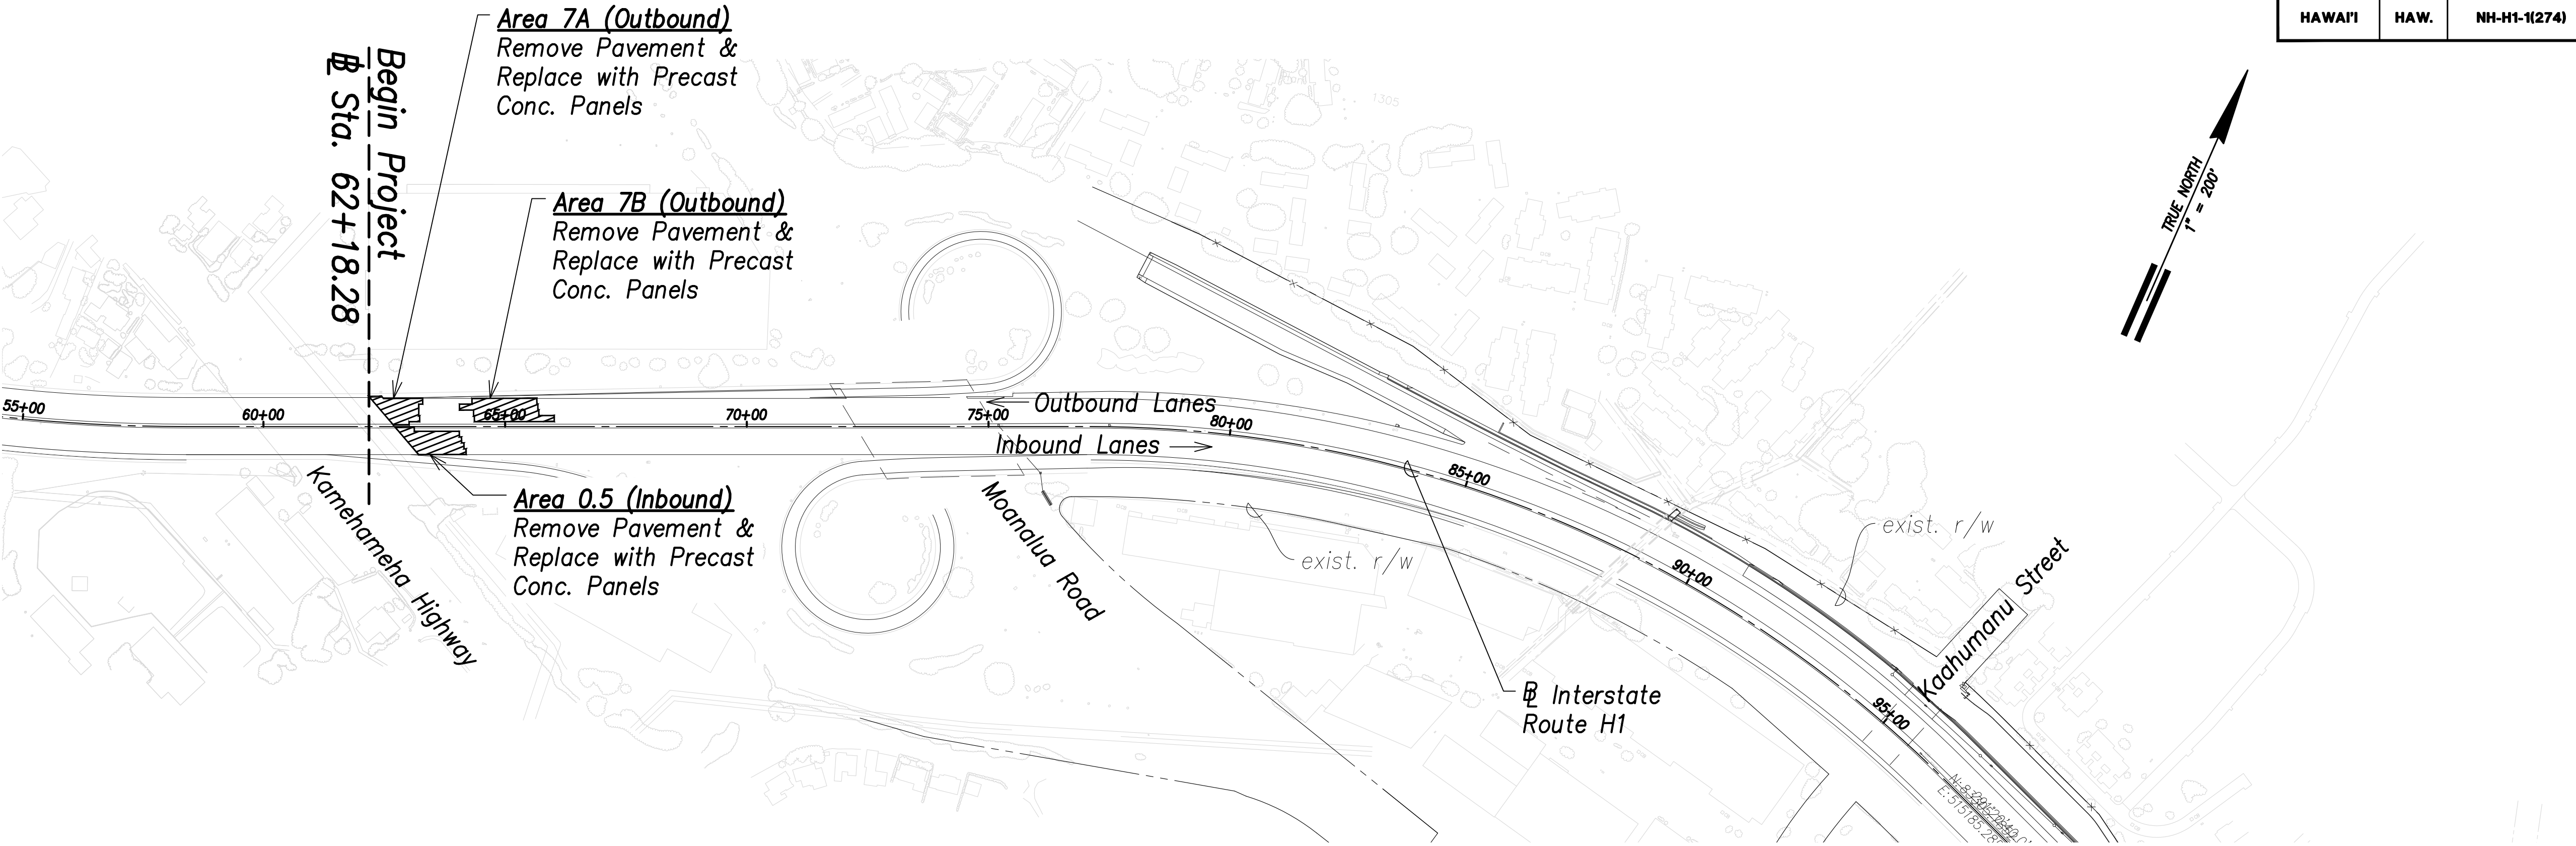 HAWAI'I HAW. NH-H1-1(274)
Area 7A (Outbound)
Remove Pavement &
Replace with Precast
Conc. Panels
Begin Project
BL Sta. 62+18.28
Area 7B (Outbound)
Remove Pavement &
Replace with Precast
Conc. Panels
1305
TRUE NORTH
1" = 200'
55+00
60+00
65+00
70+00
75+00
80+00
85+00
90+00
95+00
Outbound Lanes
Inbound Lanes
Area 0.5 (Inbound)
Remove Pavement &
Replace with Precast
Conc. Panels
Kamehameha Highway
Moanalua Road
exist. r/w
exist. r/w
Kaahumanu Street
BL Interstate
Route H1